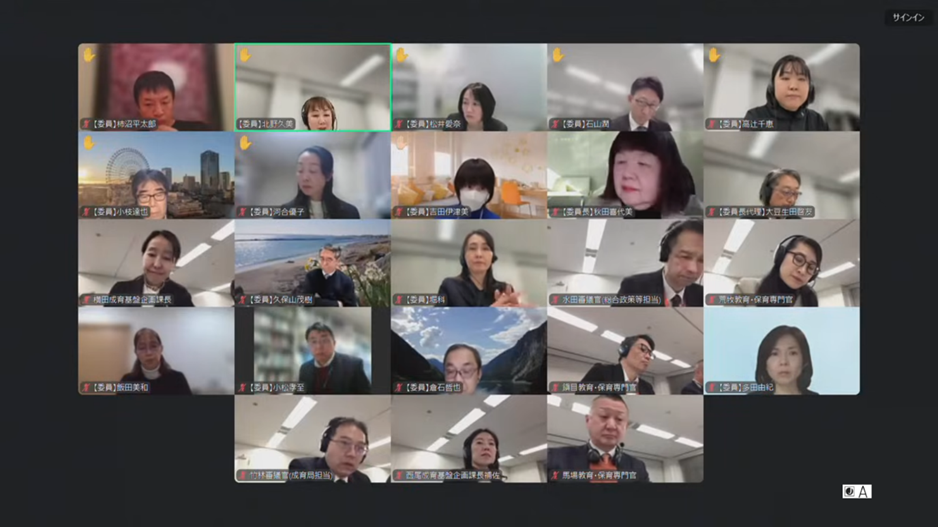 サインイン
【委員】柿沼平太郎
【委員】北野久美
【委員】松井愛奈
【委員】石山潤
【委員】高辻千恵
【委員】小枝達也
【委員】河合優子
【委員】吉田伊津美
【委員長】秋田喜代美
【委員長代理】大豆生田啓友
横田成育基盤企画課長
【委員】久保山茂樹
【委員】堀科
水田審議官(総合政策等担当)
教育・保育専門官
【委員】飯田美和
【委員】小松孝至
【委員】倉石哲也
教育・保育専門官
【委員】多田由紀
竹林審議官(成育局担当)
西尾成育基盤企画課長補佐
馬場教育・保育専門官
A